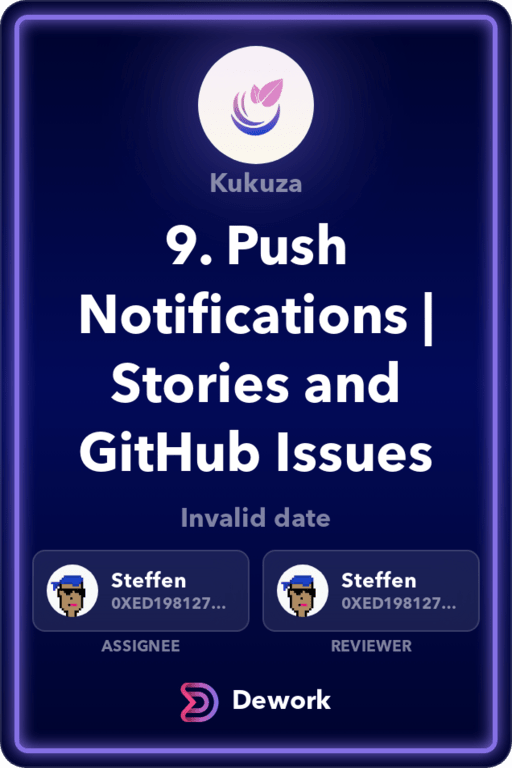 Kukuza
9. Push
Notifications |
Stories and
GitHub Issues
Invalid date
Steffen
0XED198127...
Steffen
0XED198127...
ASSIGNEE
REVIEWER
Dework